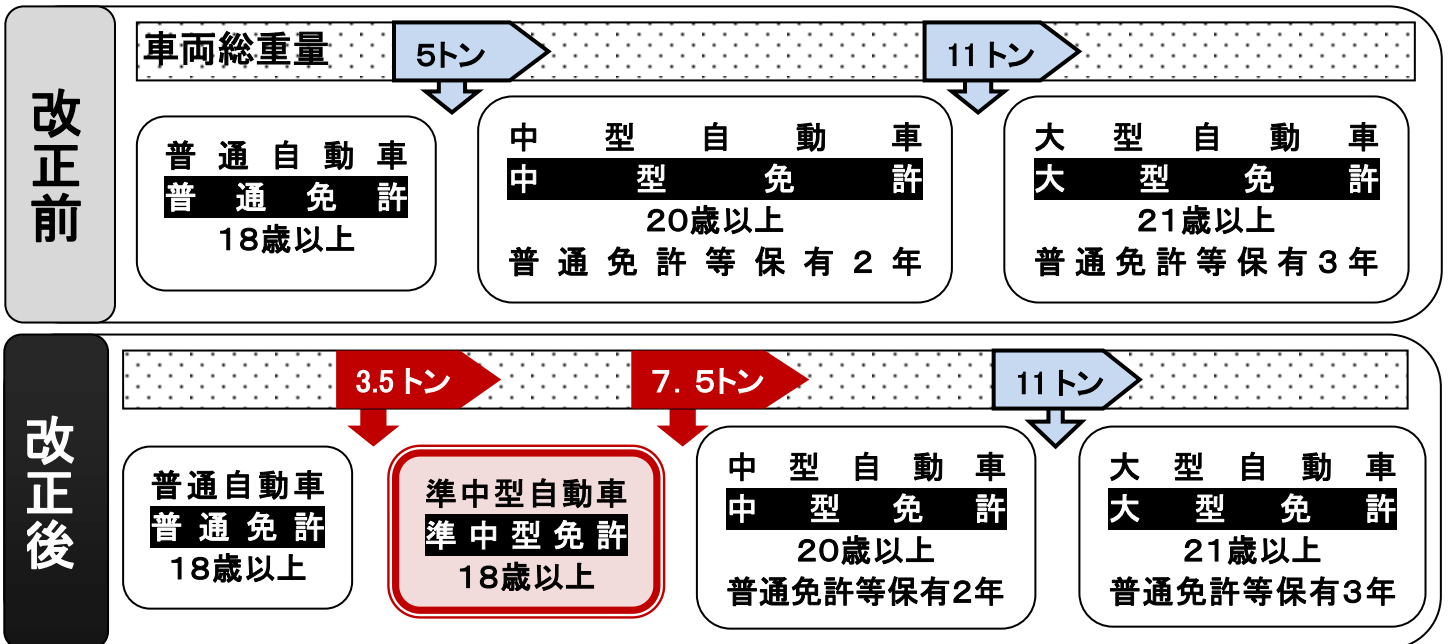 改正前
車両総重量
5トン
11トン
普通自動車
普通免許
18歳以上
中型自動車
中型免許
20歳以上
普通免許等保有2年
大型自動車
大型免許
21歳以上
普通免許等保有3年
改正後
3.5トン
7.5トン
11トン
普通自動車
普通免許
18歳以上
準中型自動車
準中型免許
18歳以上
中型自動車
中型免許
20歳以上
普通免許等保有2年
大型自動車
大型免許
21歳以上
普通免許等保有3年